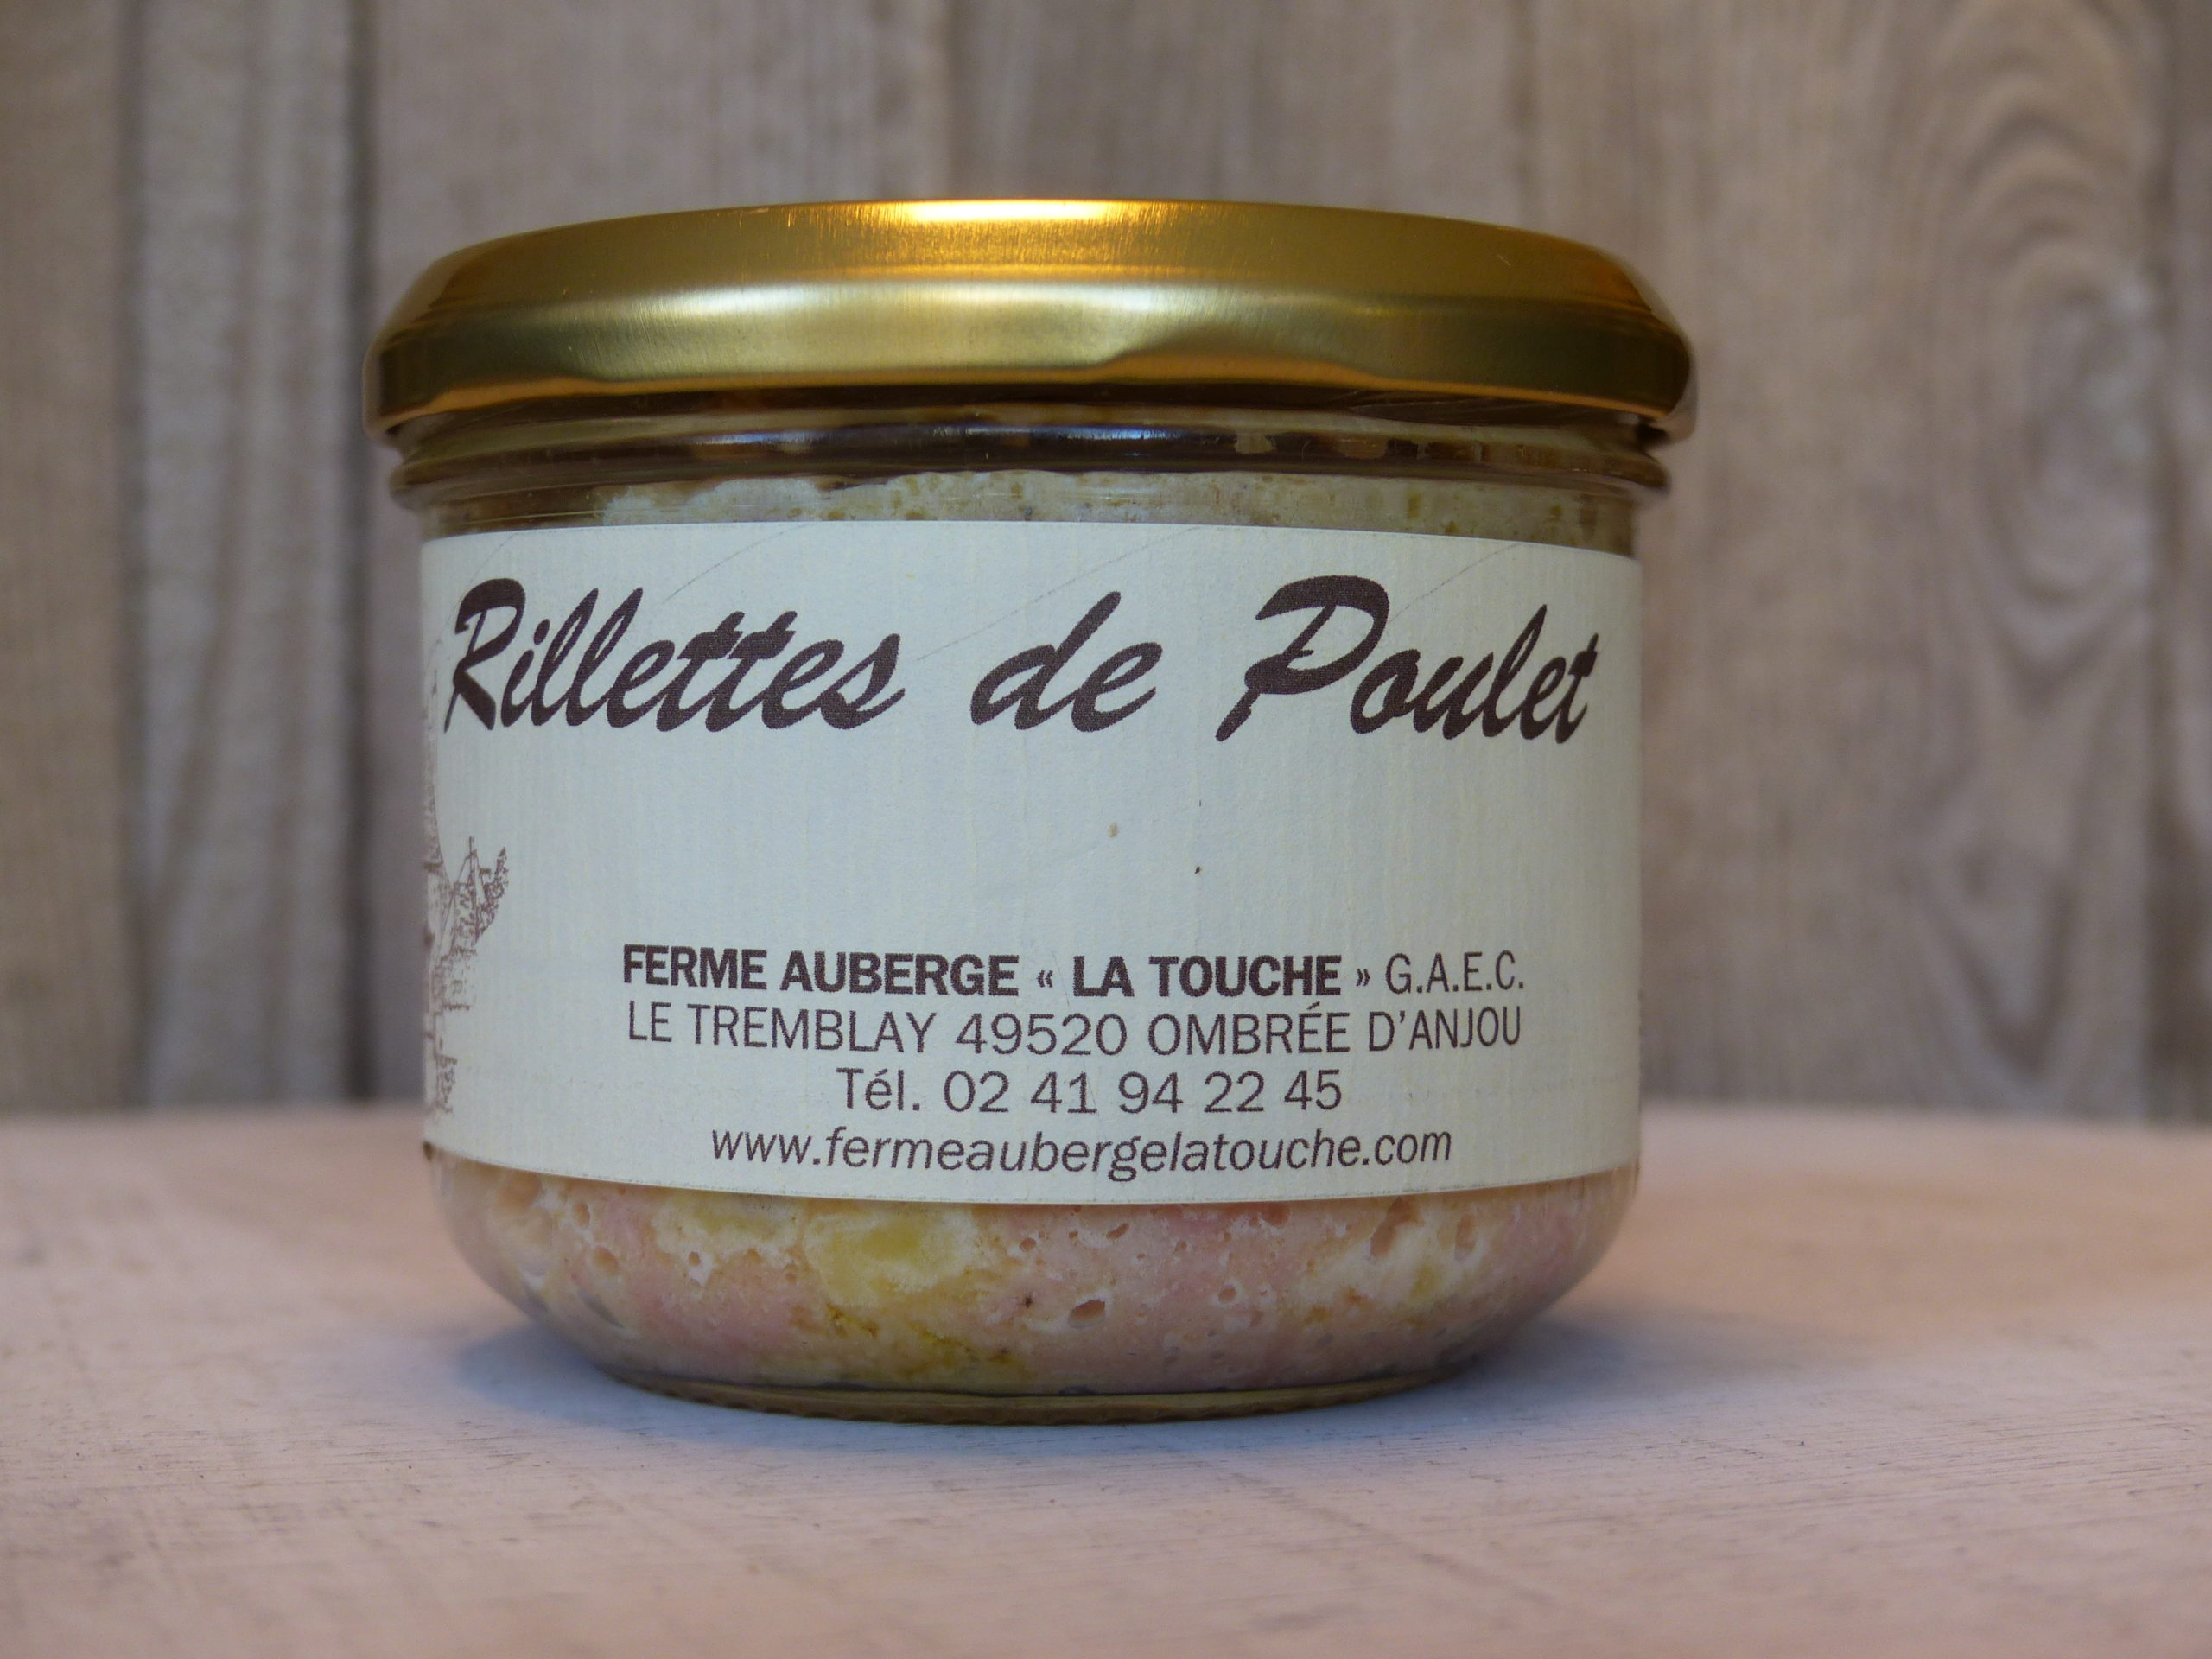 Rillettes de Poulet
FERME AUBERGE « LA TOUCHE » G.A.E.C.
LE TREMBLAY 49520 OMBRÉE D'ANJOU
Tél. 02 41 94 22 45
www.fermeaubergelatouche.com